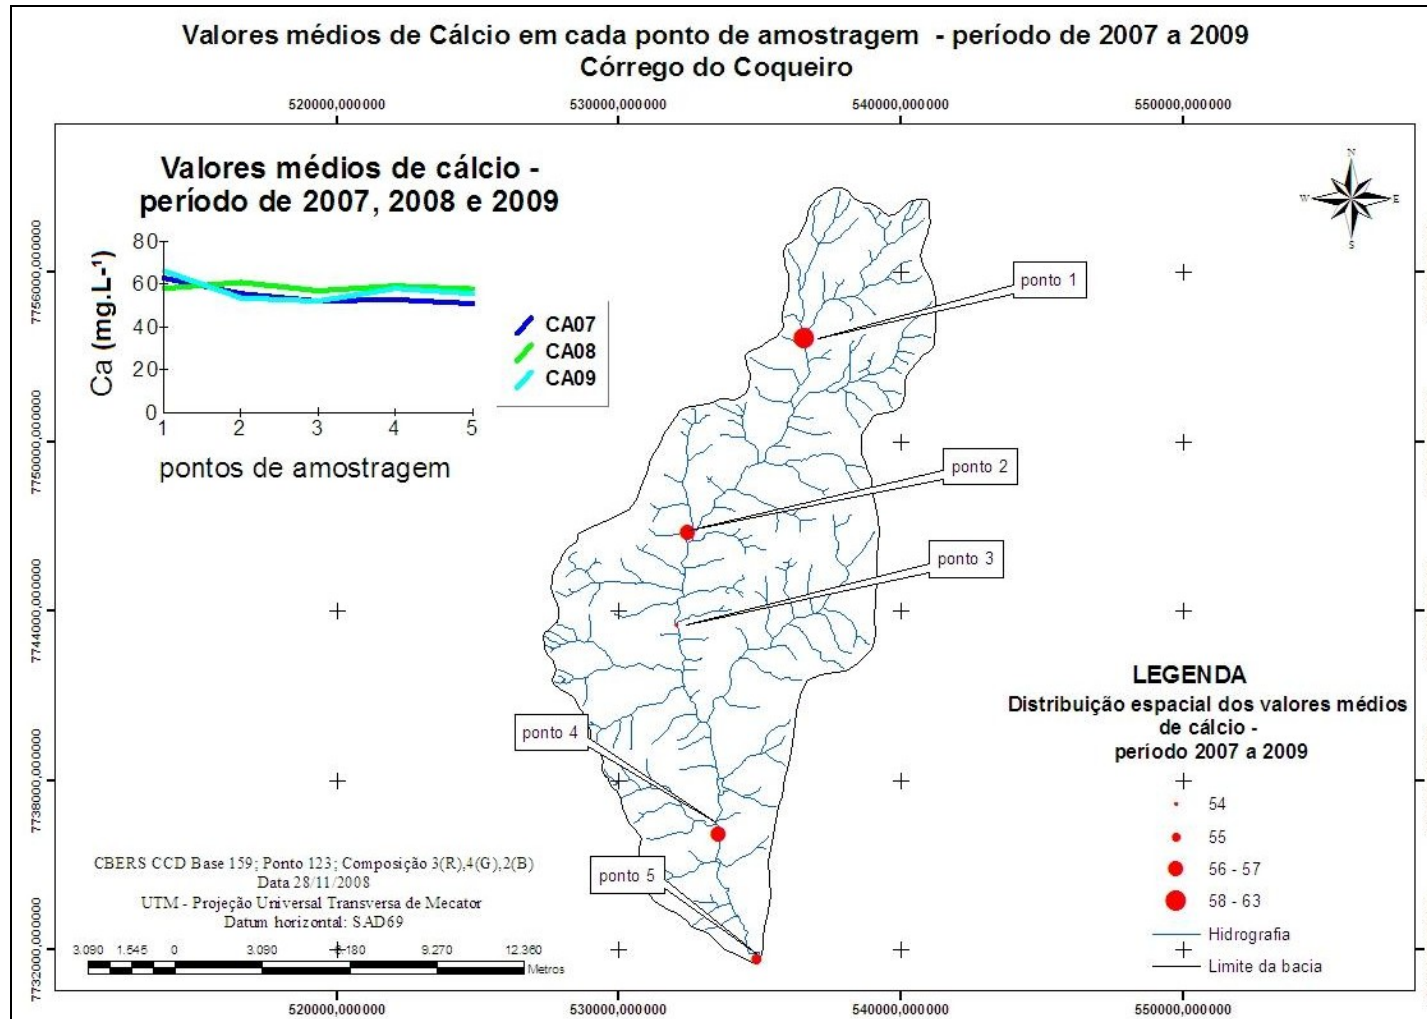 Valores médios de Cálcio em cada ponto de amostragem - período de 2007 a 2009
Córrego do Coqueiro
520000,000000 530000,000000 540000,000000 550000,000000
Valores médios de cálcio -
período de 2007, 2008 e 2009
Ca (mg.L-¹)
80
60
40
20
0
1 2 3 4 5
pontos de amostragem
CA07
CA08
CA09
N
W E
S
ponto 1
ponto 2
ponto 3
ponto 4
ponto 5
7756000,000000
7750000,000000
7744000,000000
7738000,000000
7732000,000000
LEGENDA
Distribuição espacial dos valores médios
de cálcio -
período 2007 a 2009
54
55
56 - 57
58 - 63
Hidrografia
Limite da bacia
CBERS CCD Base 159; Ponto 123; Composição 3(R),4(G),2(B)
Data 28/11/2008
UTM - Projeção Universal Transversa de Mecator
Datum horizontal: SAD69
3.090 1.545 0 3.090 6.180 9.270 12.360
Metros
520000,000000 530000,000000 540000,000000 550000,000000